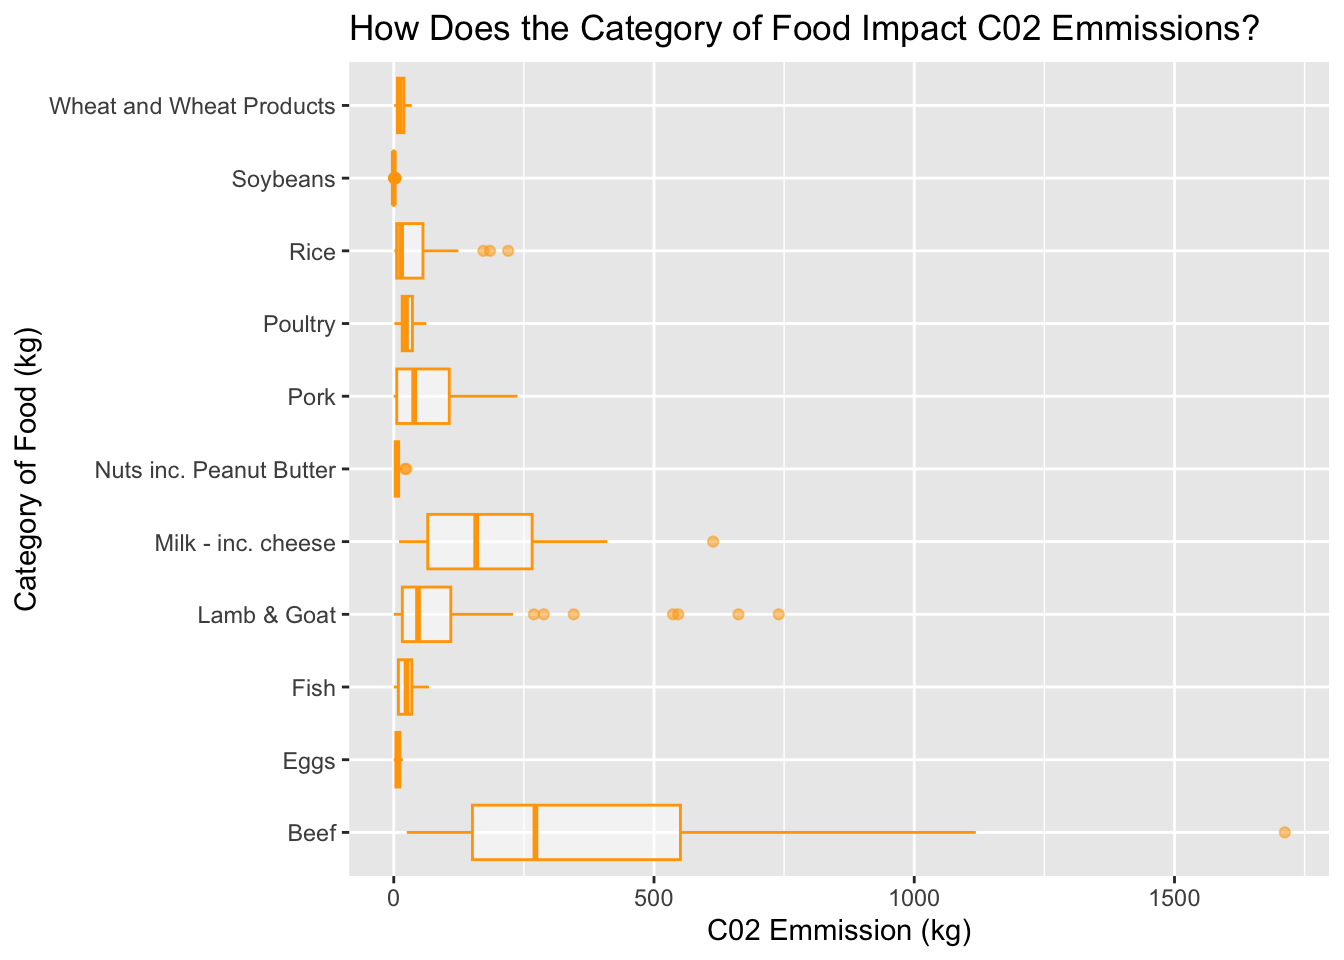 How Does the Category of Food Impact C02 Emmissions?
Wheat and Wheat Products
Soybeans
Rice
Poultry
Pork
Nuts inc. Peanut Butter
Milk - inc. cheese
Lamb & Goat
Fish
Eggs
Beef
Category of Food (kg)
0 500 1000 1500
C02 Emmission (kg)